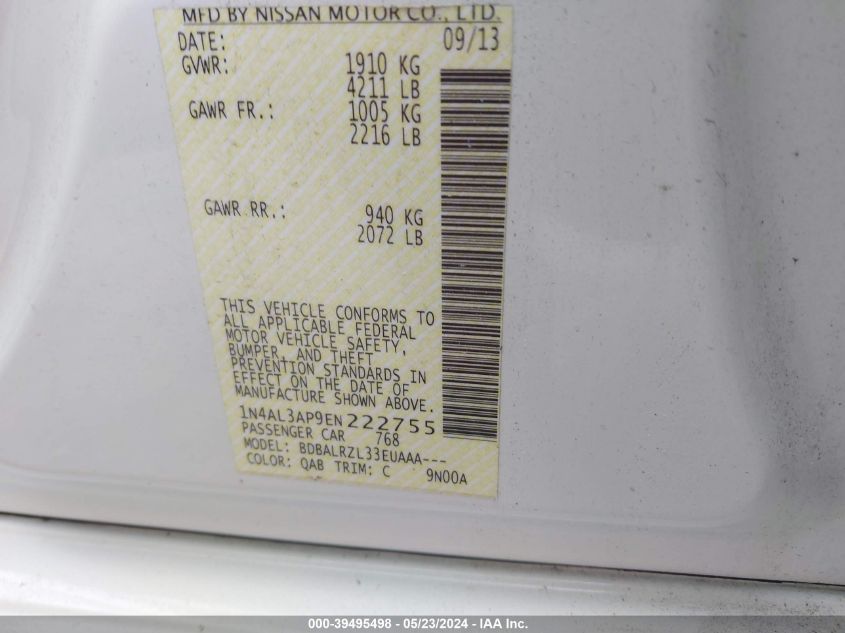 MFD BY NISSAN MOTOR CO., LTD.
DATE: 09/13
GVWR: 1910 KG
4211 LB
GAWR FR.: 1005 KG
2216 LB
GAWR RR.: 940 KG
2072 LB
THIS VEHICLE CONFORMS TO
ALL APPLICABLE FEDERAL
MOTOR VEHICLE SAFETY,
BUMPER, AND THEFT
PREVENTION STANDARDS IN
EFFECT ON THE DATE OF
MANUFACTURE SHOWN ABOVE.
1N4AL3AP9EN222755
PASSENGER CAR 768
MODEL: BDBALRZL33EUAAA---
COLOR: QAB TRIM: C 9N00A
000-39495498 - 05/23/2024 - IAA Inc.